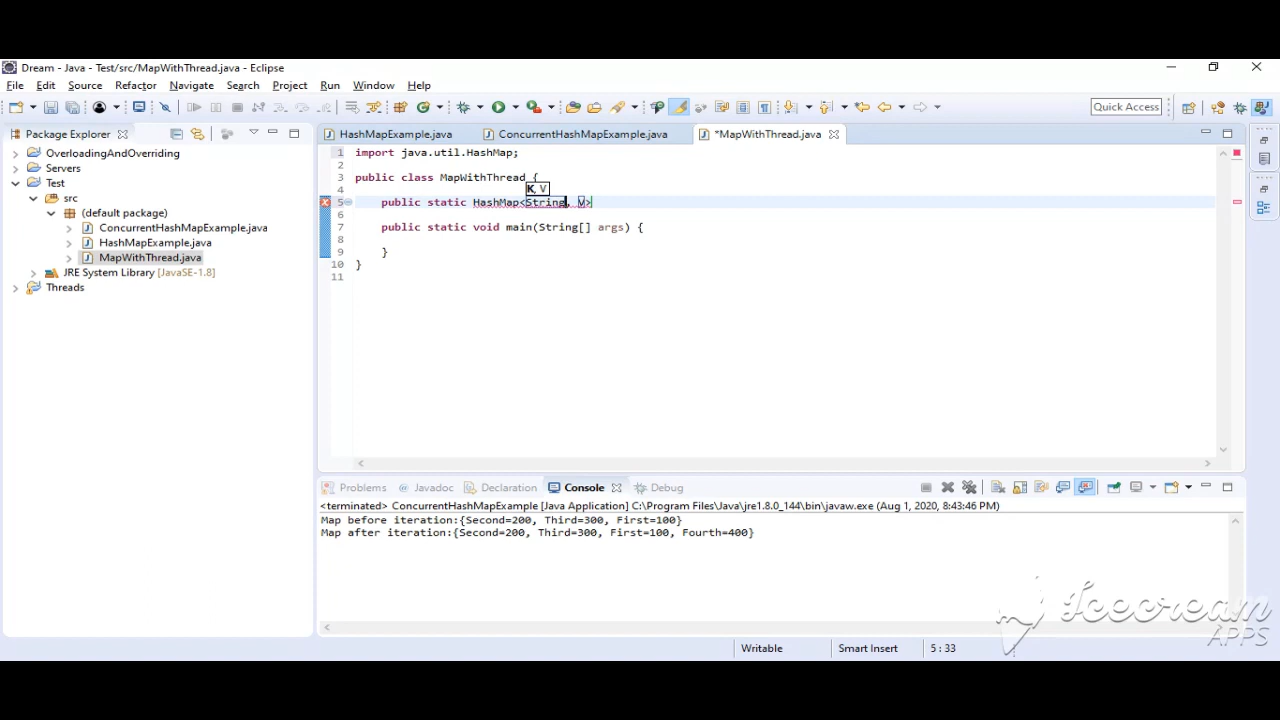 Dream - Java - Test/src/MapWithThread.java - Eclipse
File Edit Source Refactor Navigate Search Project Run Window Help
Quick Access
Package Explorer
HashMapExample.java ConcurrentHashMapExample.java *MapWithThread.java
OverloadingAndOverriding
Servers
Test
src
(default package)
ConcurrentHashMapExample.java
HashMapExample.java
MapWithThread.java
JRE System Library [JavaSE-1.8]
Threads
1 import java.util.HashMap;
2
3 public class MapWithThread {
4
K, V
5 public static HashMap<String, V>
6
7 public static void main(String[] args) {
8
9 }
10 }
11
Problems Javadoc Declaration Console Debug
<terminated> ConcurrentHashMapExample [Java Application] C:\Program Files\Java\jre1.8.0_144\bin\javaw.exe (Aug 1, 2020, 8:43:46 PM)
Map before iteration:{Second=200, Third=300, First=100}
Map after iteration:{Second=200, Third=300, First=100, Fourth=400}
Writable Smart Insert 5 : 33
Icecream
APPS